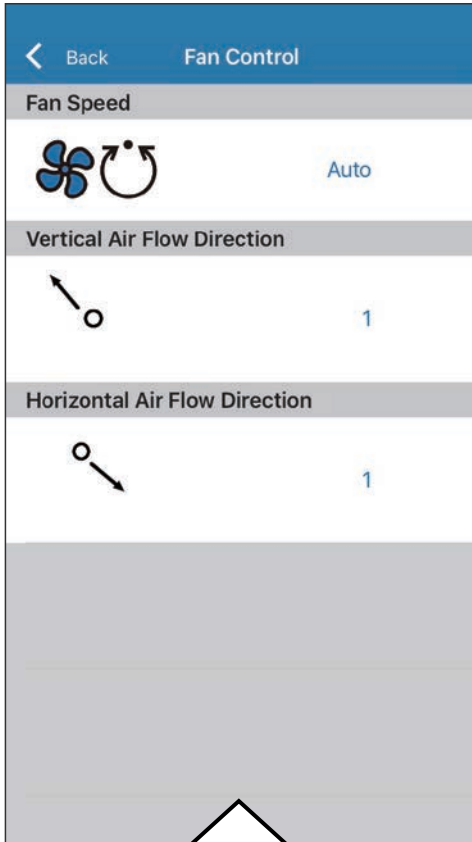 Back Fan Control
Fan Speed
Auto
Vertical Air Flow Direction
1
Horizontal Air Flow Direction
1